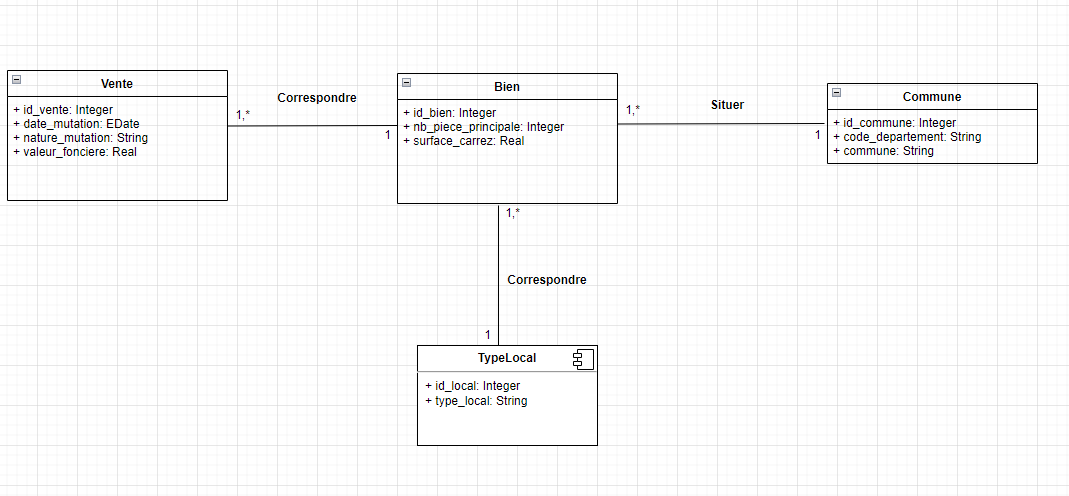 Vente
+ id_vente: Integer
+ date_mutation: EDate
+ nature_mutation: String
+ valeur_fonciere: Real
1,*
Correspondre
1
Bien
+ id_bien: Integer
+ nb_piece_principale: Integer
+ surface_carrez: Real
1,*
Situer
1
Commune
+ id_commune: Integer
+ code_departement: String
+ commune: String
1,*
Correspondre
1
TypeLocal
+ id_local: Integer
+ type_local: String